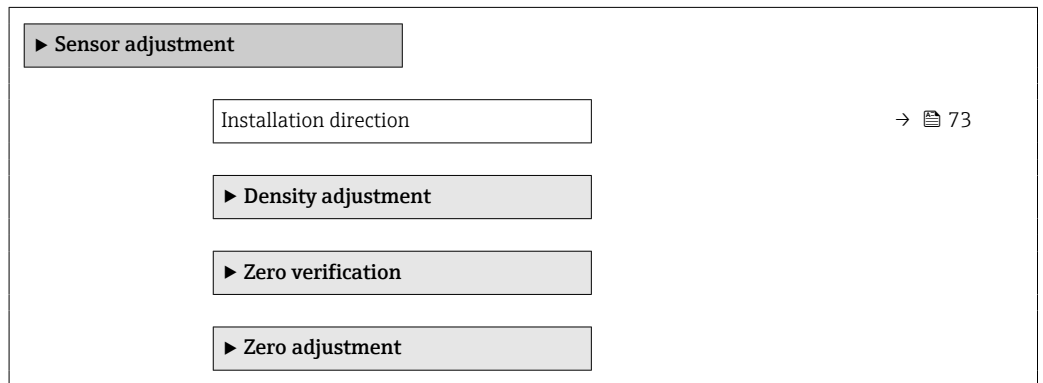 ▶ Sensor adjustment
Installation direction → 73
▶ Density adjustment
▶ Zero verification
▶ Zero adjustment